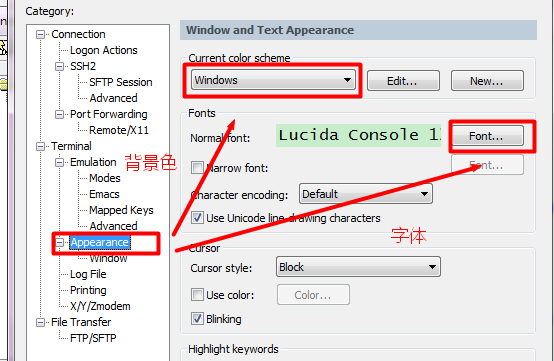 Category:
Connection
Logon Actions
SSH2
SFTP Session
Advanced
Port Forwarding
Remote/X11
Terminal
Emulation
背景色
Modes
Emacs
Mapped Keys
Advanced
Appearance
Window
Log File
Printing
X/Y/Zmodem
File Transfer
FTP/SFTP
Window and Text Appearance
Current color scheme
Windows Edit... New...
Fonts
Normal font: Lucida Console 1 Font...
Narrow font: Font...
Character encoding: Default
Use Unicode line drawing characters
字体
Cursor
Cursor style: Block
Use color: Color...
Blinking
Highlight keywords